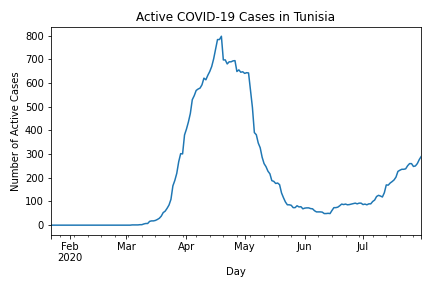 Active COVID-19 Cases in Tunisia
Number of Active Cases
800
700
600
500
400
300
200
100
0
Feb Mar Apr May Jun Jul
2020
Day